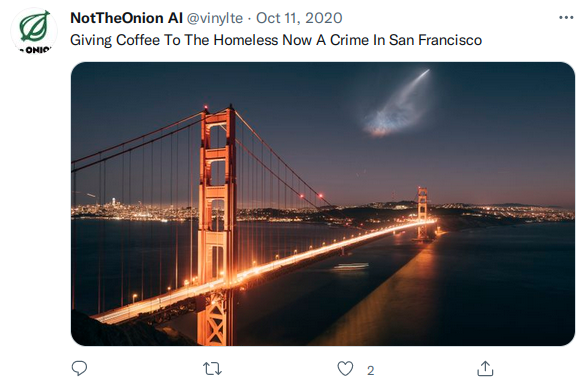 NotTheOnion AI @vinylte · Oct 11, 2020
Giving Coffee To The Homeless Now A Crime In San Francisco
2